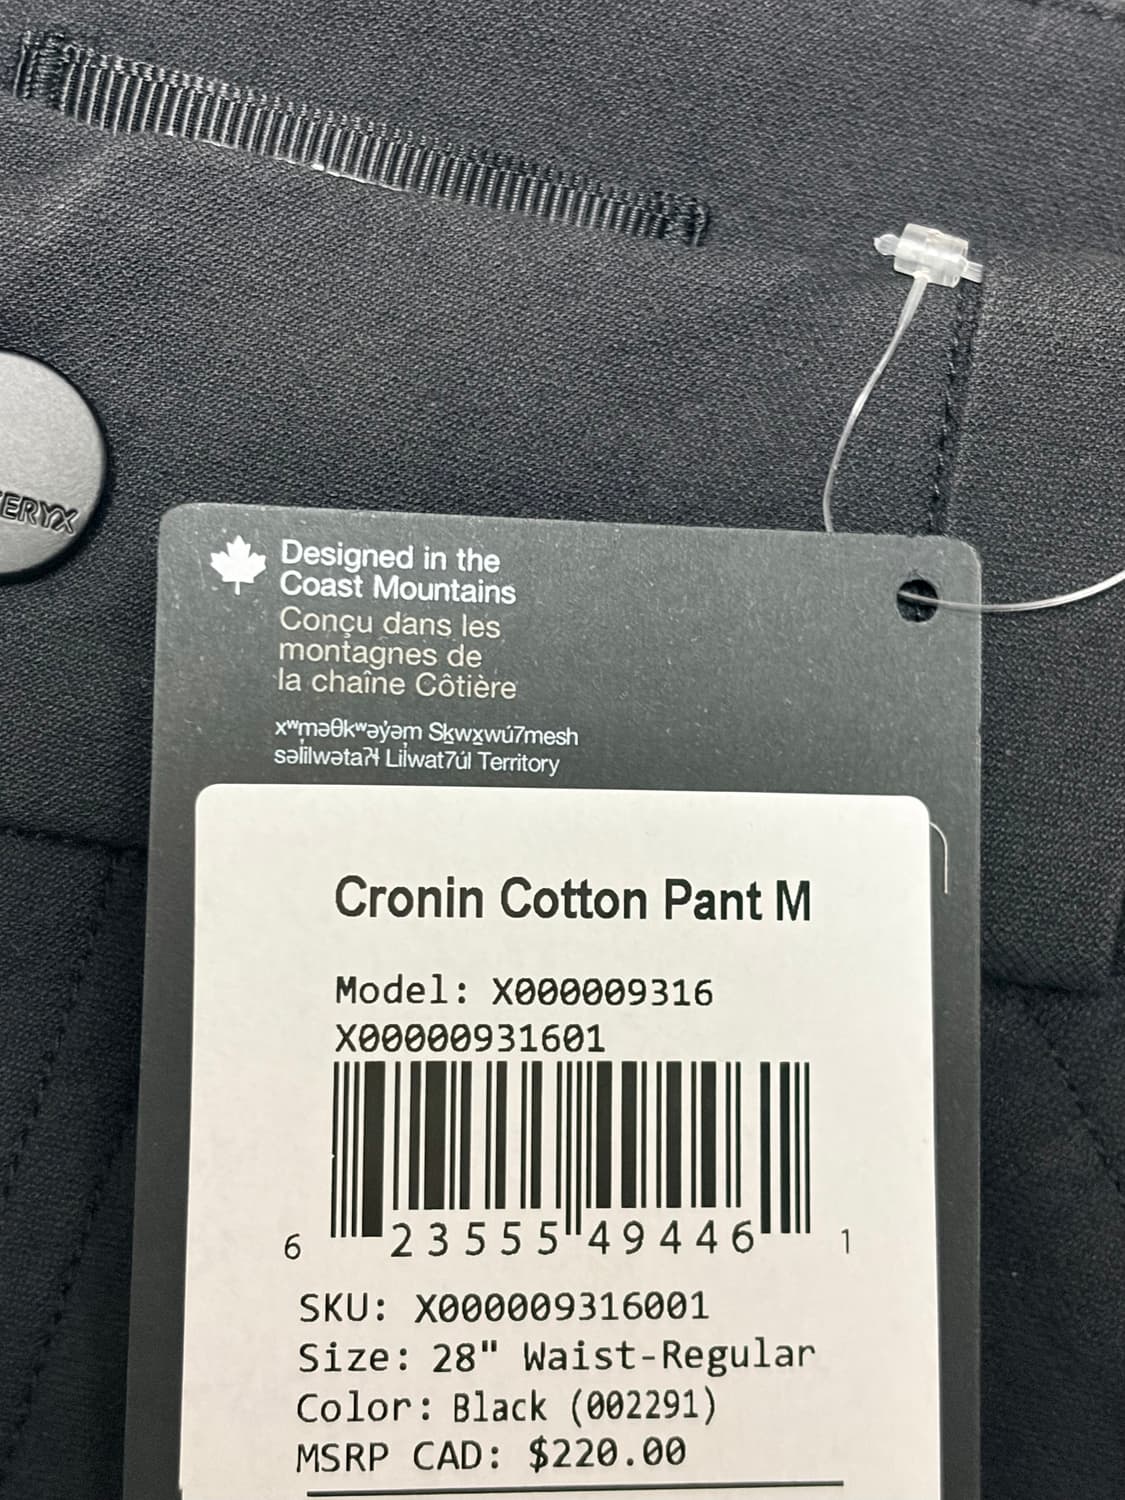 ERYX
Designed in the
Coast Mountains
Conçu dans les
montagnes de
la chaîne Côtière
xʷməθkʷəy̓əm Sḵwx̱wú7mesh
səl̓ilwətaʔɬ Lil̓wat7úl Territory
Cronin Cotton Pant M
Model: X000009316
X00000931601
6 23555 49446 1
SKU: X000009316001
Size: 28" Waist-Regular
Color: Black (002291)
MSRP CAD: $220.00